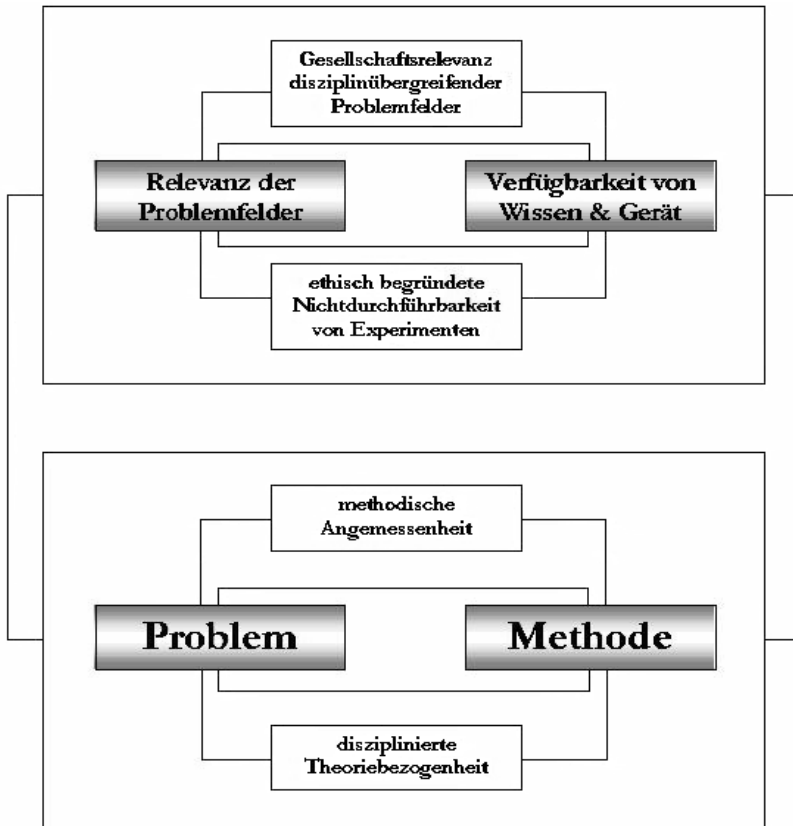 Gesellschaftsrelevanz
disziplinübergreifender
Problemfelder
Relevanz der
Problemfelder
Verfügbarkeit von
Wissen & Gerät
ethisch begründete
Nichtdurchführbarkeit
von Experimenten
methodische
Angemessenheit
Problem
Methode
disziplinierte
Theoriebezogenheit